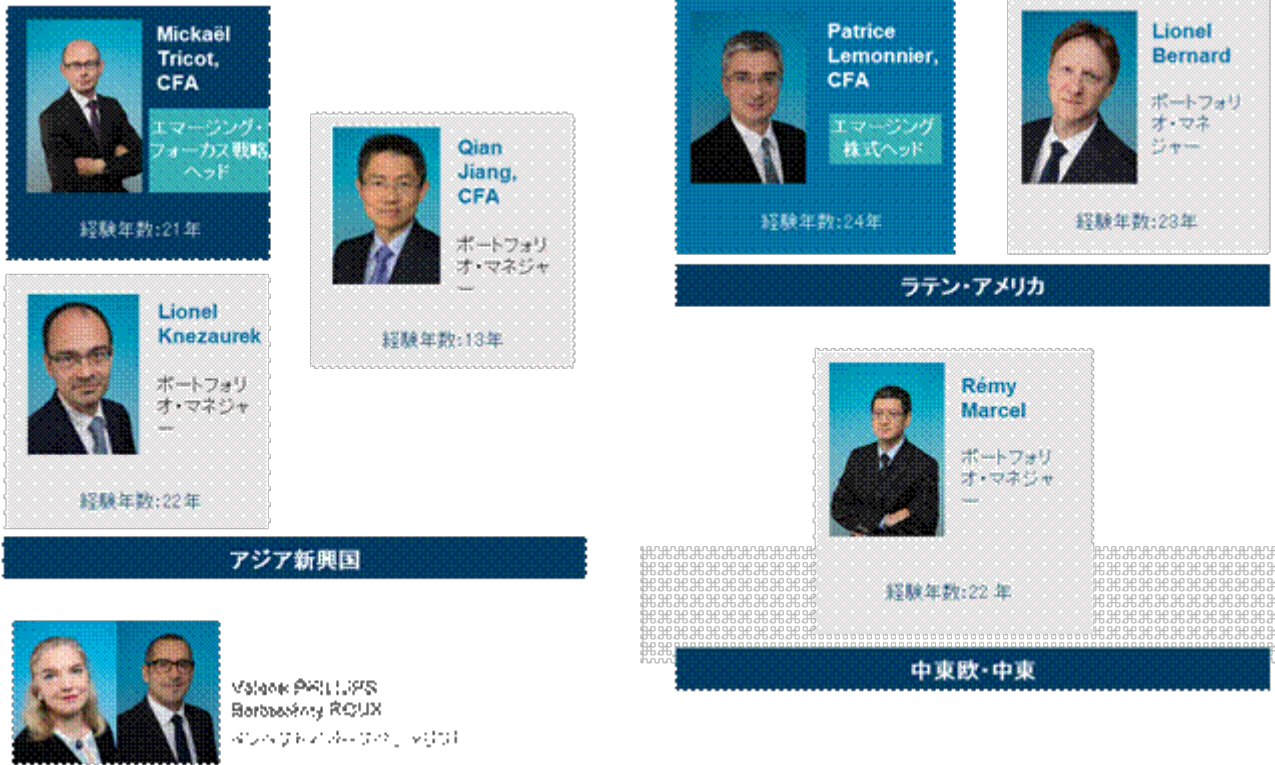 Mickaël
Tricot,
CFA
エマージング・
フォーカス戦略
ヘッド
経験年数:21年
Qian
Jiang,
CFA
ポートフォリ
オ・マネジャ
ー
経験年数:13年
Lionel
Knezaurek
ポートフォリ
オ・マネジャ
ー
経験年数:22年
アジア新興国
ROUX
Patrice
Lemonnier,
CFA
エマージング
株式ヘッド
経験年数:24年
Lionel
Bernard
ポートフォリ
オ・マネ
ジャー
経験年数:23年
ラテン・アメリカ
Rémy
Marcel
ポートフォリ
オ・マネジャ
ー
経験年数:22 年
中東欧・中東